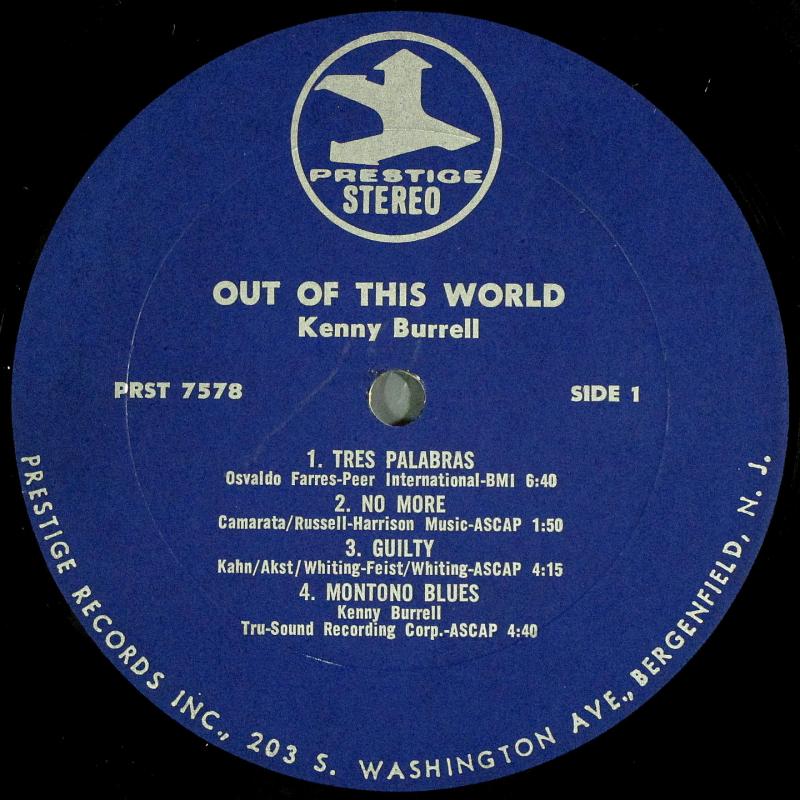 PRESTIGE
STEREO
OUT OF THIS WORLD
Kenny Burrell
PRST 7578
SIDE 1
1. TRES PALABRAS
Osvaldo Farres-Peer International-BMI 6:40
2. NO MORE
Camarata/Russell-Harrison Music-ASCAP 1:50
3. GUILTY
Kahn/Akst/Whiting-Feist/Whiting-ASCAP 4:15
4. MONTONO BLUES
Kenny Burrell
Tru-Sound Recording Corp.-ASCAP 4:40
PRESTIGE RECORDS INC., 203 S. WASHINGTON AVE., BERGENFIELD, N. J.